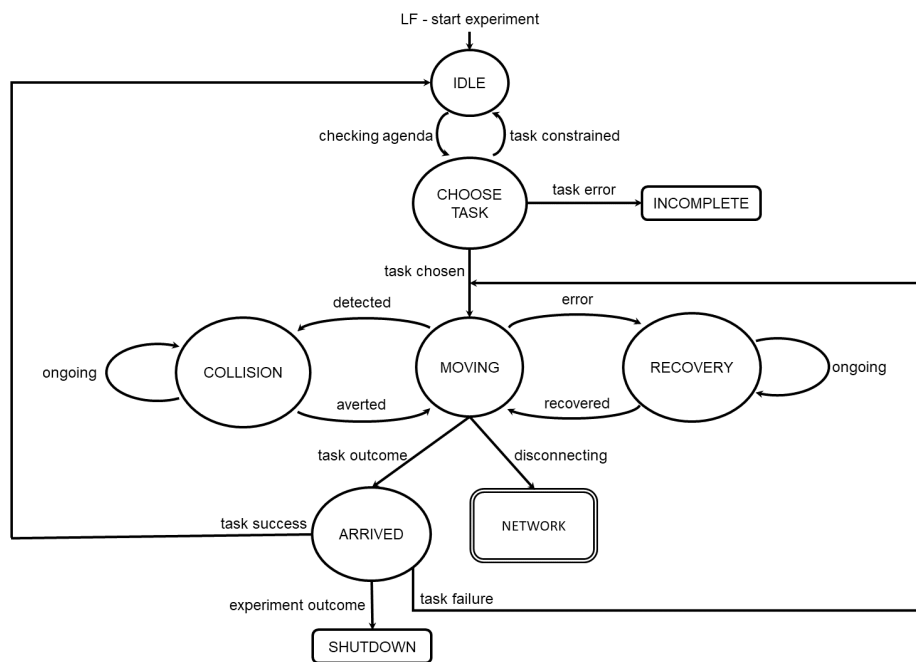 LF - start experiment
IDLE
checking agenda
task constrained
CHOOSE
TASK
task error
INCOMPLETE
task chosen
detected
error
ongoing
COLLISION
MOVING
RECOVERY
ongoing
averted
recovered
task outcome
disconnecting
task success
ARRIVED
NETWORK
experiment outcome
task failure
SHUTDOWN